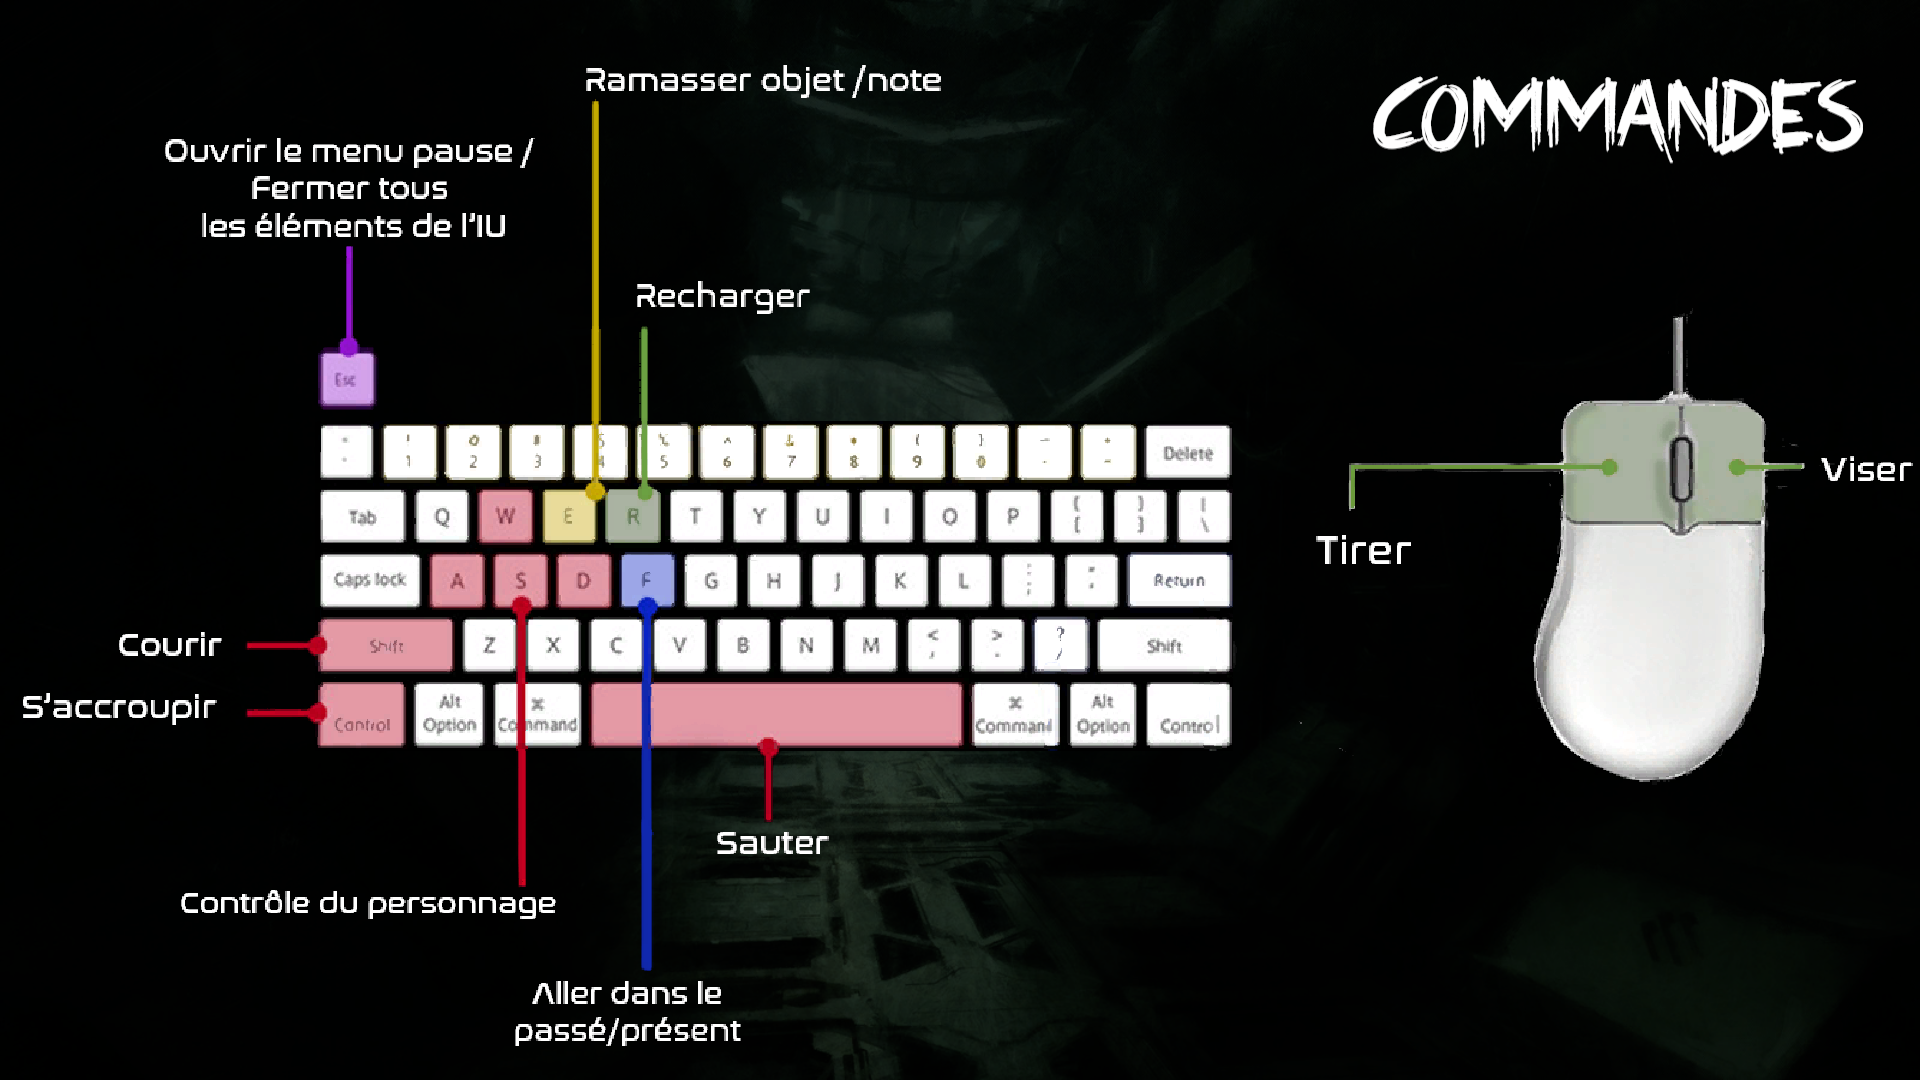 COMMANDES
Ramasser objet /note
Ouvrir le menu pause /
Fermer tous
les éléments de l'IU
Recharger
Esc
! @ # $ % ^ & * ( )
1 2 3 4 5 6 7 8 9 0 Delete
Tab Q W E R T Y U I O P { [ } ] | \
Caps lock A S D F G H J K L : ; " ' Return
Courir
Shift Z X C V B N M < , > . ? / Shift
S'accroupir
Control Alt Option ⌘ Command ⌘ Command Alt Option Control
Viser
Tirer
Sauter
Contrôle du personnage
Aller dans le
passé/présent